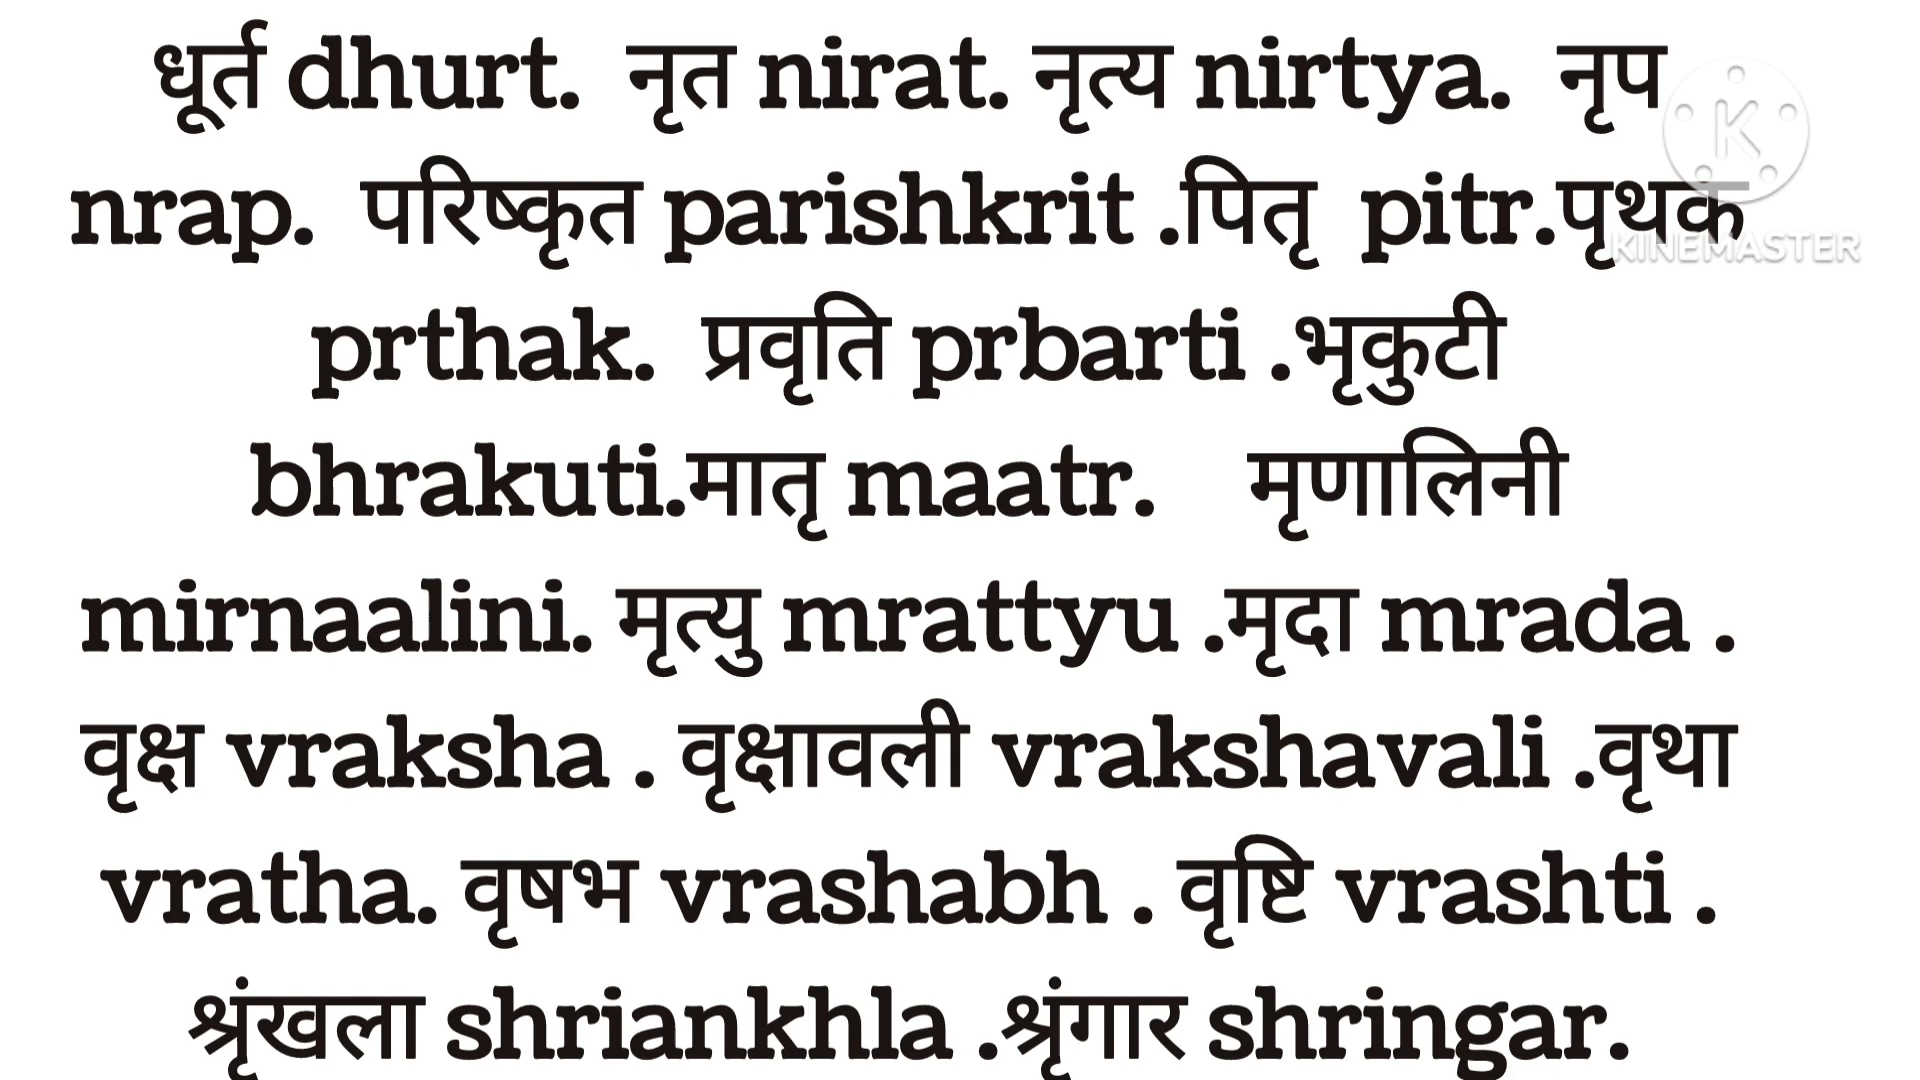 धूर्त dhurt. नृत nirat. नृत्य nirtya. नृप
nrap. परिष्कृत parishkrit .पितृ pitr.पृथक
KINEMASTER
prthak. प्रवृति prbarti .भृकुटी
bhrakuti.मातृ maatr. मृणालिनी
mirnaalini. मृत्यु mrattyu .मृदा mrada .
वृक्ष vraksha . वृक्षावली vrakshavali .वृथा
vratha. वृषभ vrashabh . वृष्टि vrashti .
श्रृंखला shriankhla .श्रृंगार shringar.